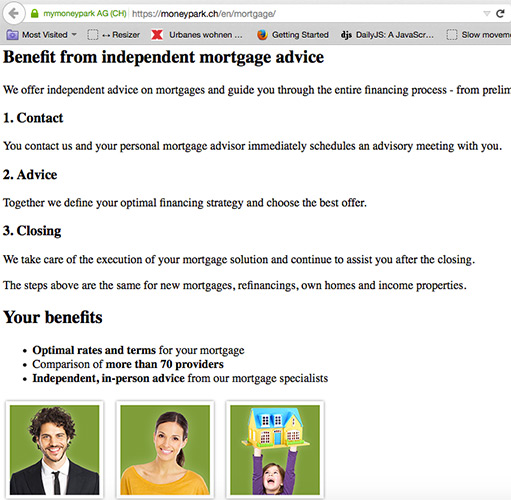 mymoneypark AG (CH) https://moneypark.ch/en/mortgage/
Most Visited ↔ Resizer Urbanes wohnen ... Getting Started djs DailyJS: A JavaScr... Slow movem
Benefit from independent mortgage advice
We offer independent advice on mortgages and guide you through the entire financing process - from prelim
1. Contact
You contact us and your personal mortgage advisor immediately schedules an advisory meeting with you.
2. Advice
Together we define your optimal financing strategy and choose the best offer.
3. Closing
We take care of the execution of your mortgage solution and continue to assist you after the closing.
The steps above are the same for new mortgages, refinancings, own homes and income properties.
Your benefits
• Optimal rates and terms for your mortgage
• Comparison of more than 70 providers
• Independent, in-person advice from our mortgage specialists